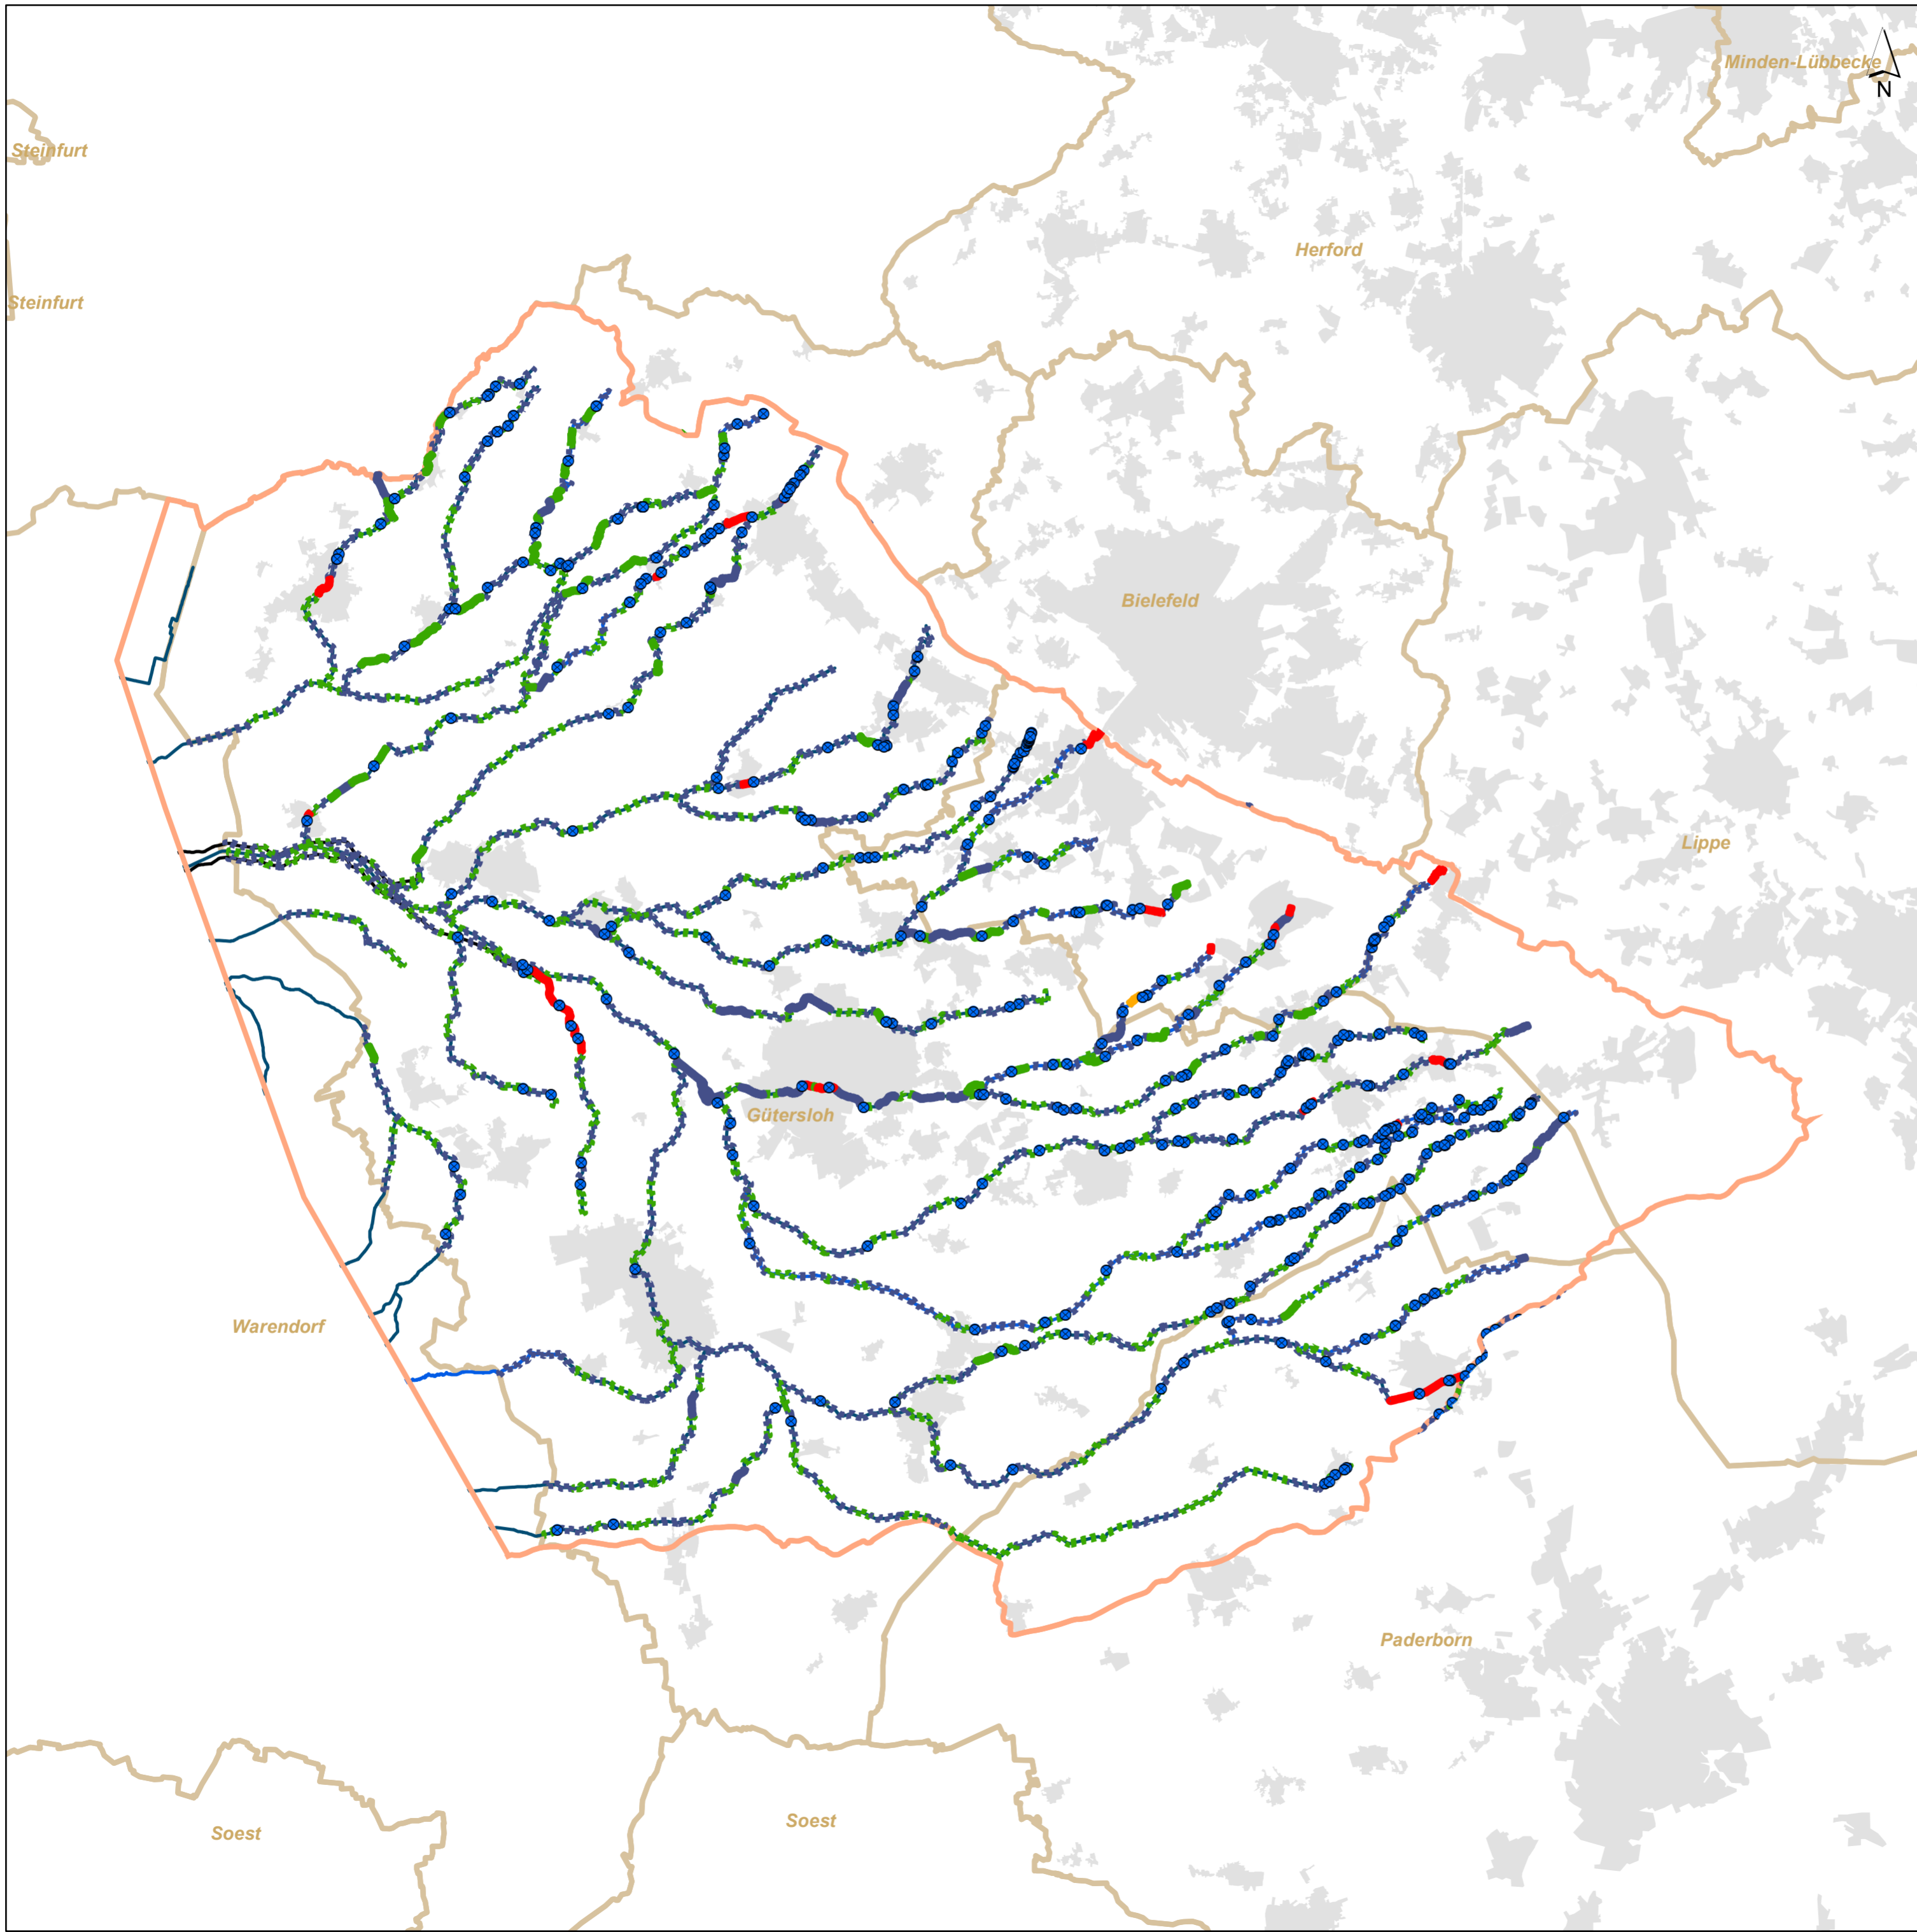 Minden-Lübbecke
N
Steinfurt
Herford
Steinfurt
Bielefeld
Lippe
Gütersloh
Warendorf
Paderborn
Soest
Soest